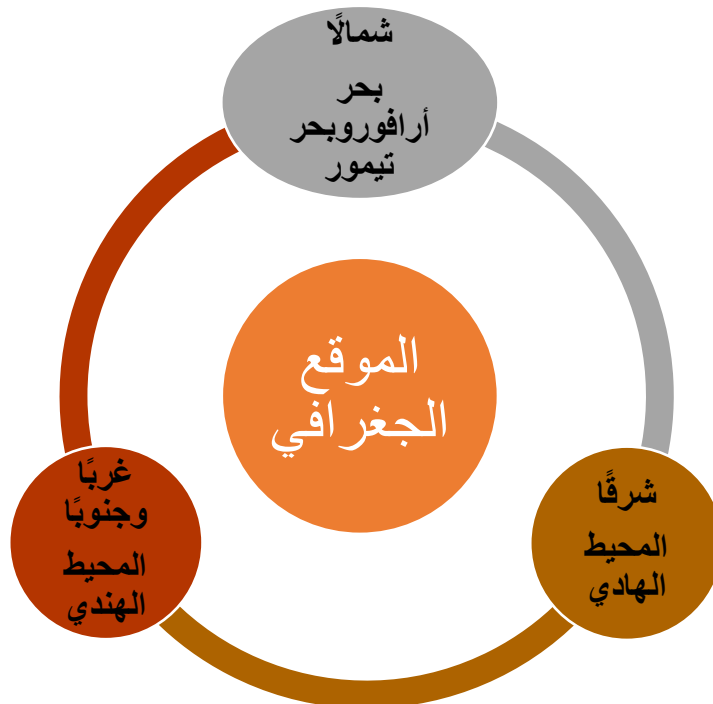 شمالًا
بحر
أرافوروبحر
تيمور
الموقع
الجغرافي
شرقًا
المحيط
الهادي
غربًا
وجنوبًا
المحيط
الهندي